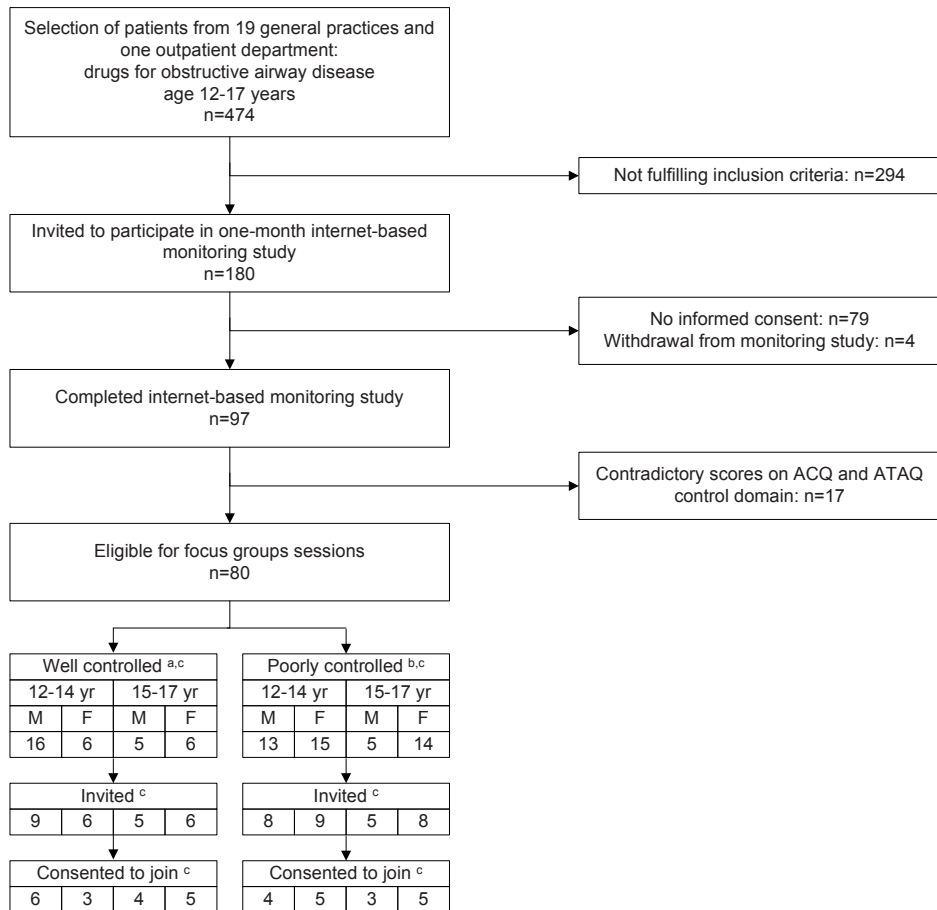 Selection of patients from 19 general practices and
one outpatient department:
drugs for obstructive airway disease
age 12-17 years
n=474
Not fulfilling inclusion criteria: n=294
Invited to participate in one-month internet-based
monitoring study
n=180
No informed consent: n=79
Withdrawal from monitoring study: n=4
Completed internet-based monitoring study
n=97
Contradictory scores on ACQ and ATAQ
control domain: n=17
Eligible for focus groups sessions
n=80
Well controlled a,c
12-14 yr 15-17 yr
M F M F
16 6 5 6
Invited c
9 6 5 6
Consented to join c
6 3 4 5
Poorly controlled b,c
12-14 yr 15-17 yr
M F M F
13 15 5 14
Invited c
8 9 5 8
Consented to join c
4 5 3 5